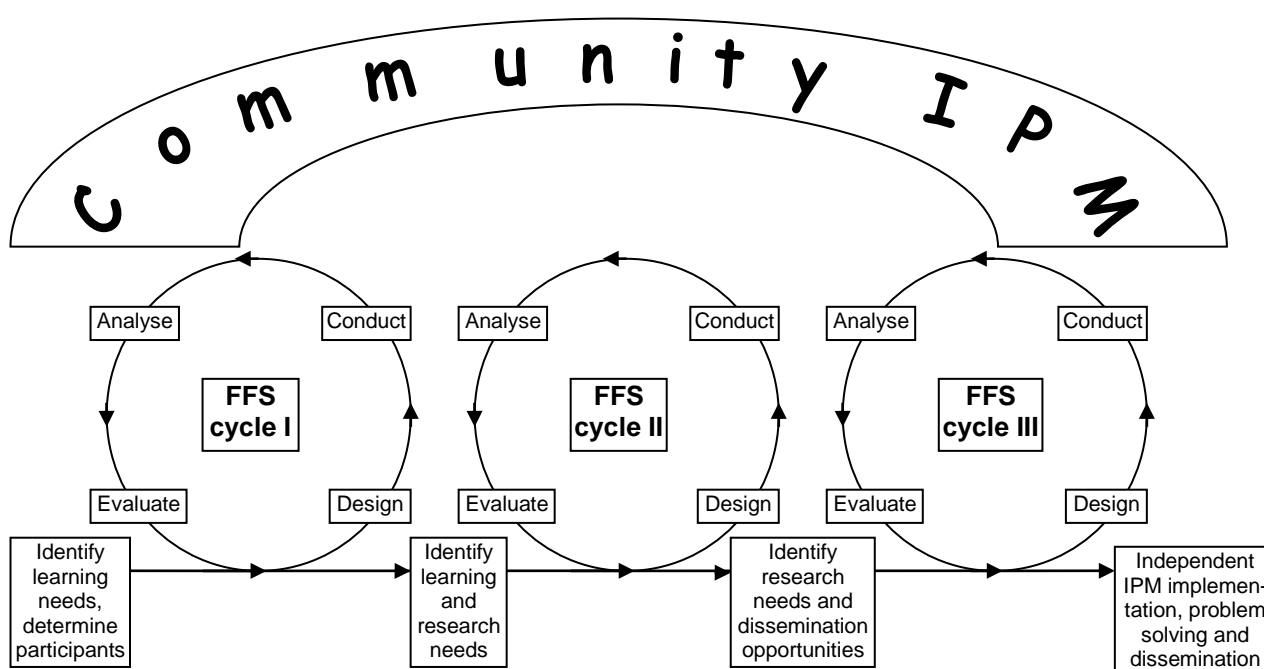 Community IPM
Analyse
Conduct
Analyse
Conduct
Analyse
Conduct
FFS
cycle I
FFS
cycle II
FFS
cycle III
Evaluate
Design
Evaluate
Design
Evaluate
Design
Identify
learning
needs,
determine
participants
Identify
learning
and
research
needs
Identify
research
needs and
dissemination
opportunities
Independent
IPM implemen-
tation, problem
solving and
dissemination